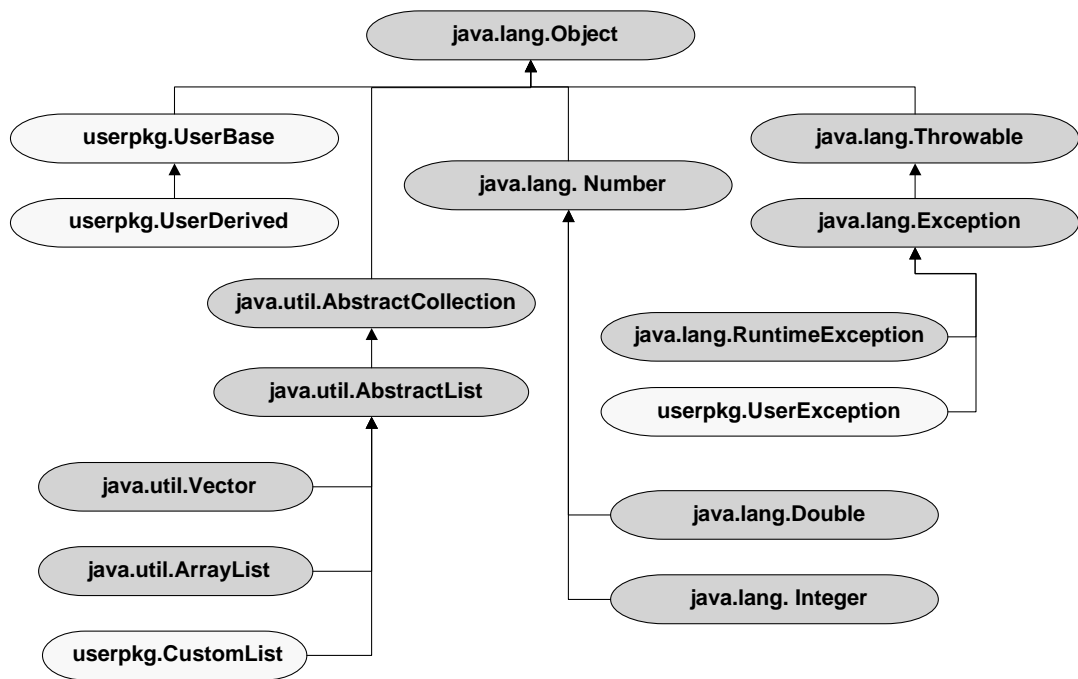 java.lang.Object
userpkg.UserBase
java.lang.Throwable
java.lang. Number
userpkg.UserDerived
java.lang.Exception
java.util.AbstractCollection
java.lang.RuntimeException
java.util.AbstractList
userpkg.UserException
java.util.Vector
java.lang.Double
java.util.ArrayList
java.lang. Integer
userpkg.CustomList